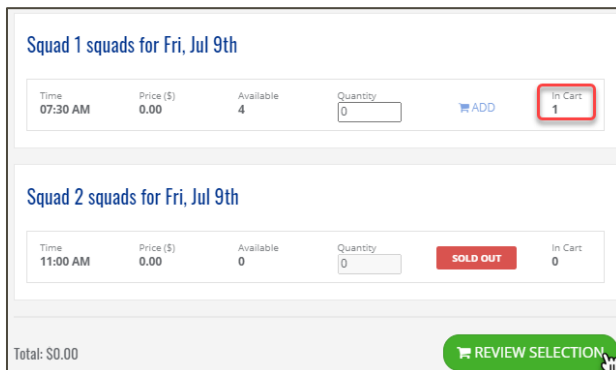 Squad 1 squads for Fri, Jul 9th
Time Price ($) Available Quantity In Cart
07:30 AM 0.00 4 0 ADD 1
Squad 2 squads for Fri, Jul 9th
Time Price ($) Available Quantity In Cart
11:00 AM 0.00 0 0 SOLD OUT 0
Total: $0.00 REVIEW SELECTION